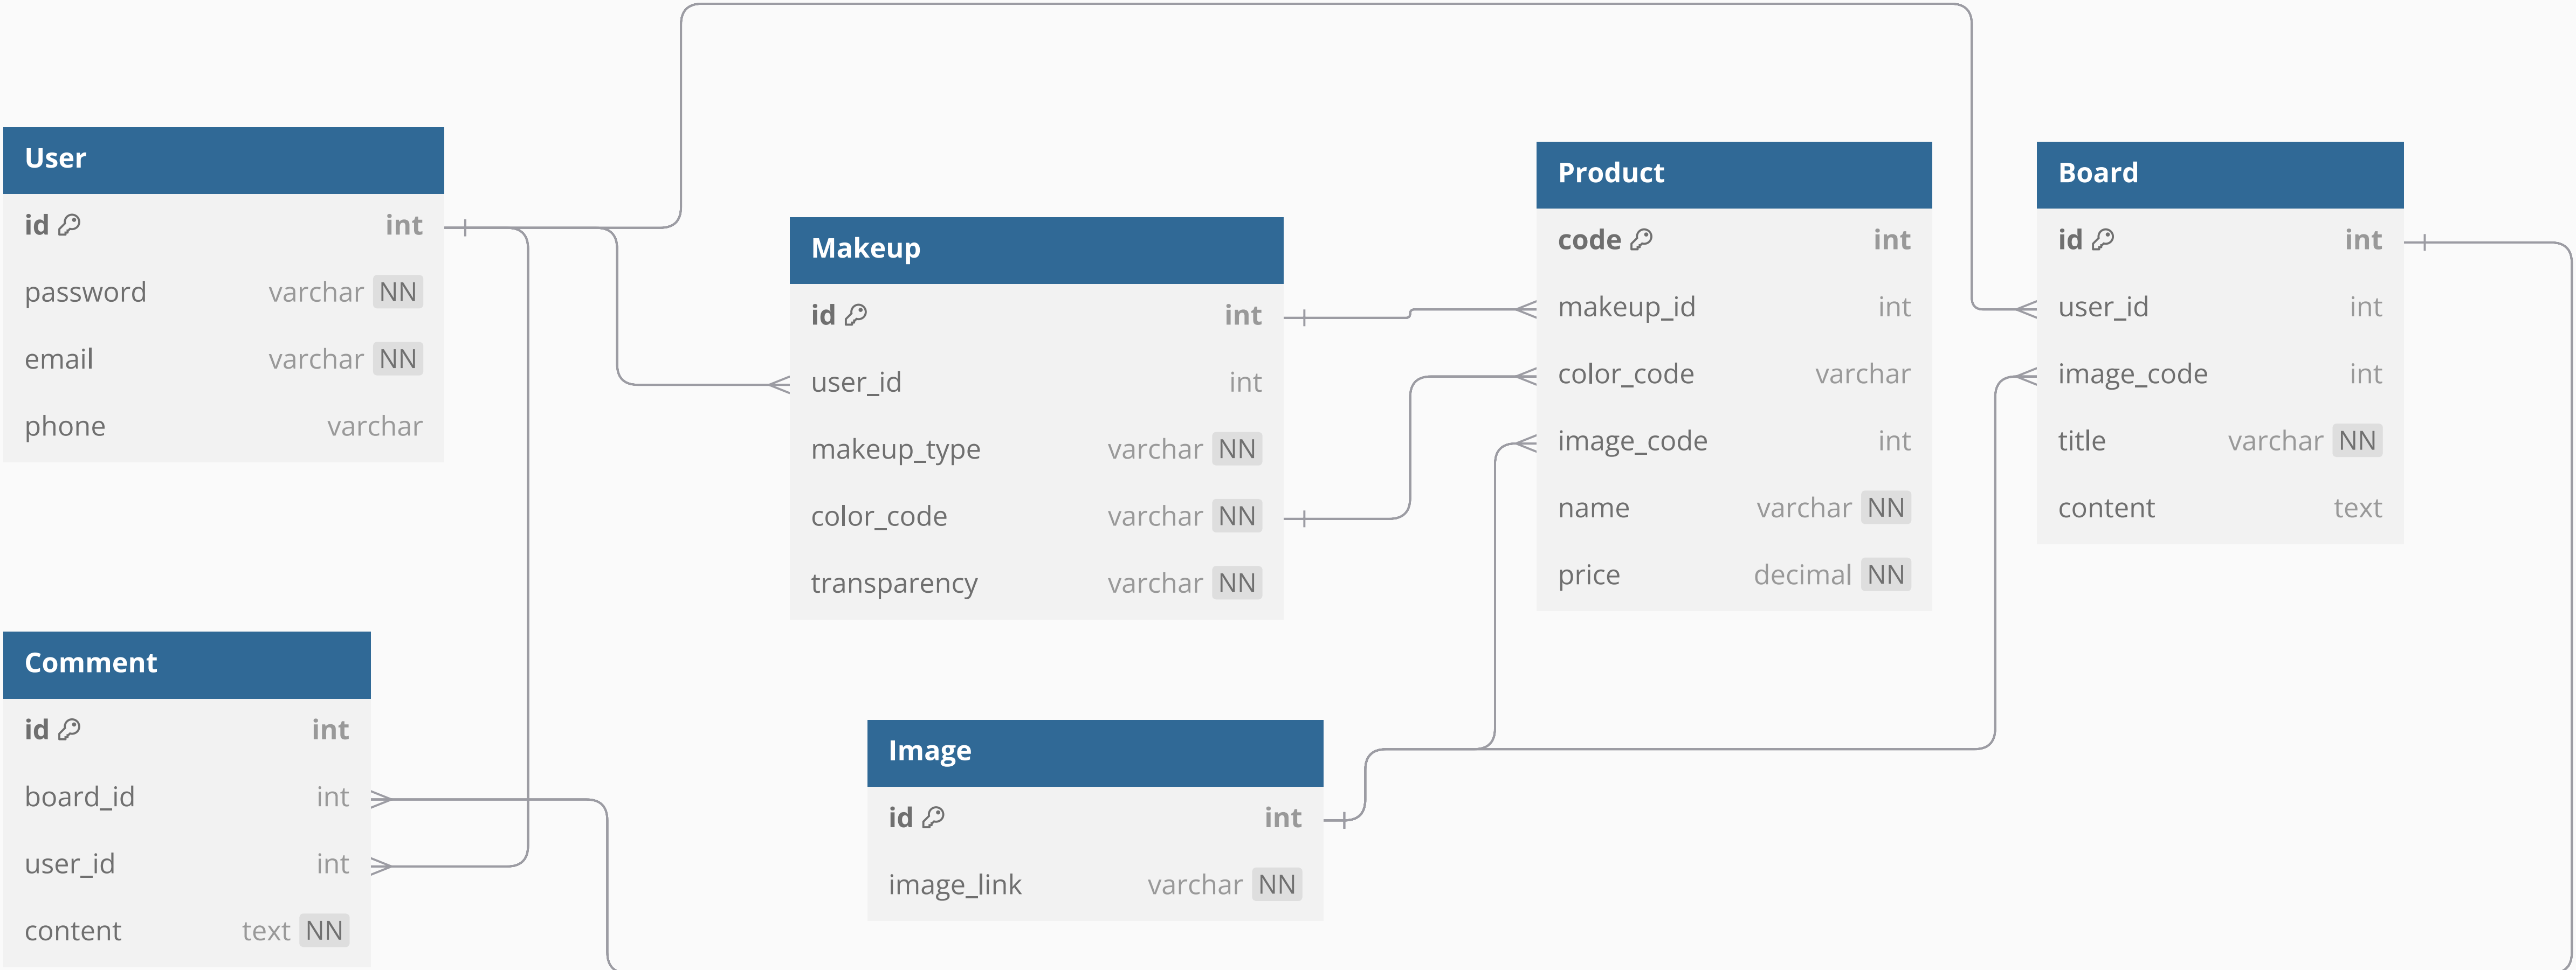 User
id int
password varchar NN
email varchar NN
phone varchar
Comment
id int
board_id int
user_id int
content text NN
Makeup
id int
user_id int
makeup_type varchar NN
color_code varchar NN
transparency varchar NN
Image
id int
image_link varchar NN
Product
code int
makeup_id int
color_code varchar
image_code int
name varchar NN
price decimal NN
Board
id int
user_id int
image_code int
title varchar NN
content text